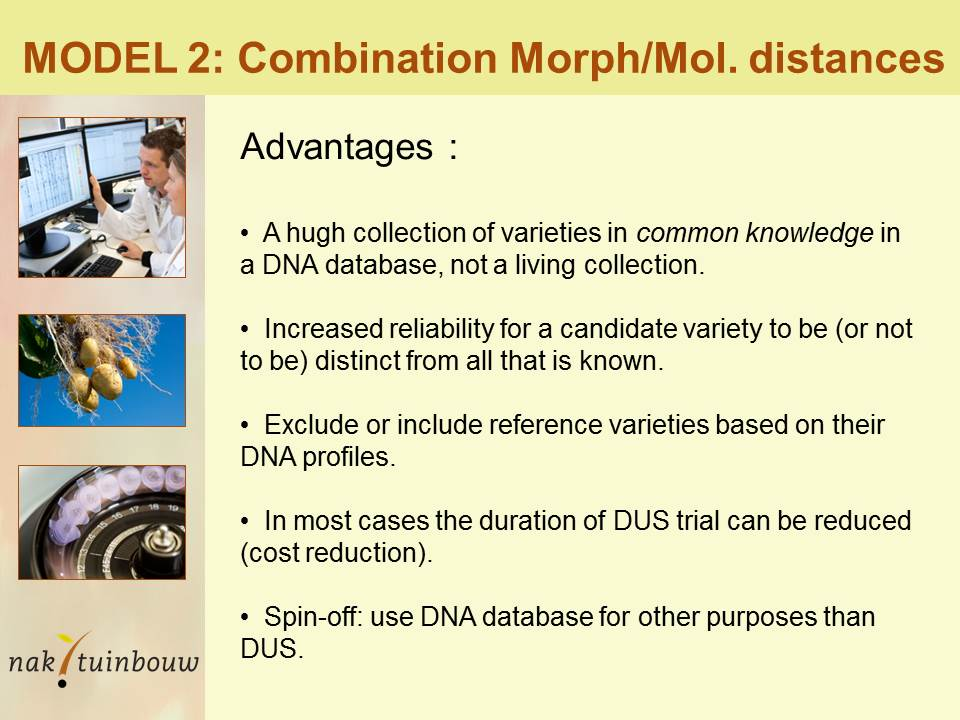 MODEL 2: Combination Morph/Mol. distances
Advantages :
• A hugh collection of varieties in common knowledge in
a DNA database, not a living collection.
• Increased reliability for a candidate variety to be (or not
to be) distinct from all that is known.
• Exclude or include reference varieties based on their
DNA profiles.
• In most cases the duration of DUS trial can be reduced
(cost reduction).
• Spin-off: use DNA database for other purposes than
DUS.
nak tuinbouw